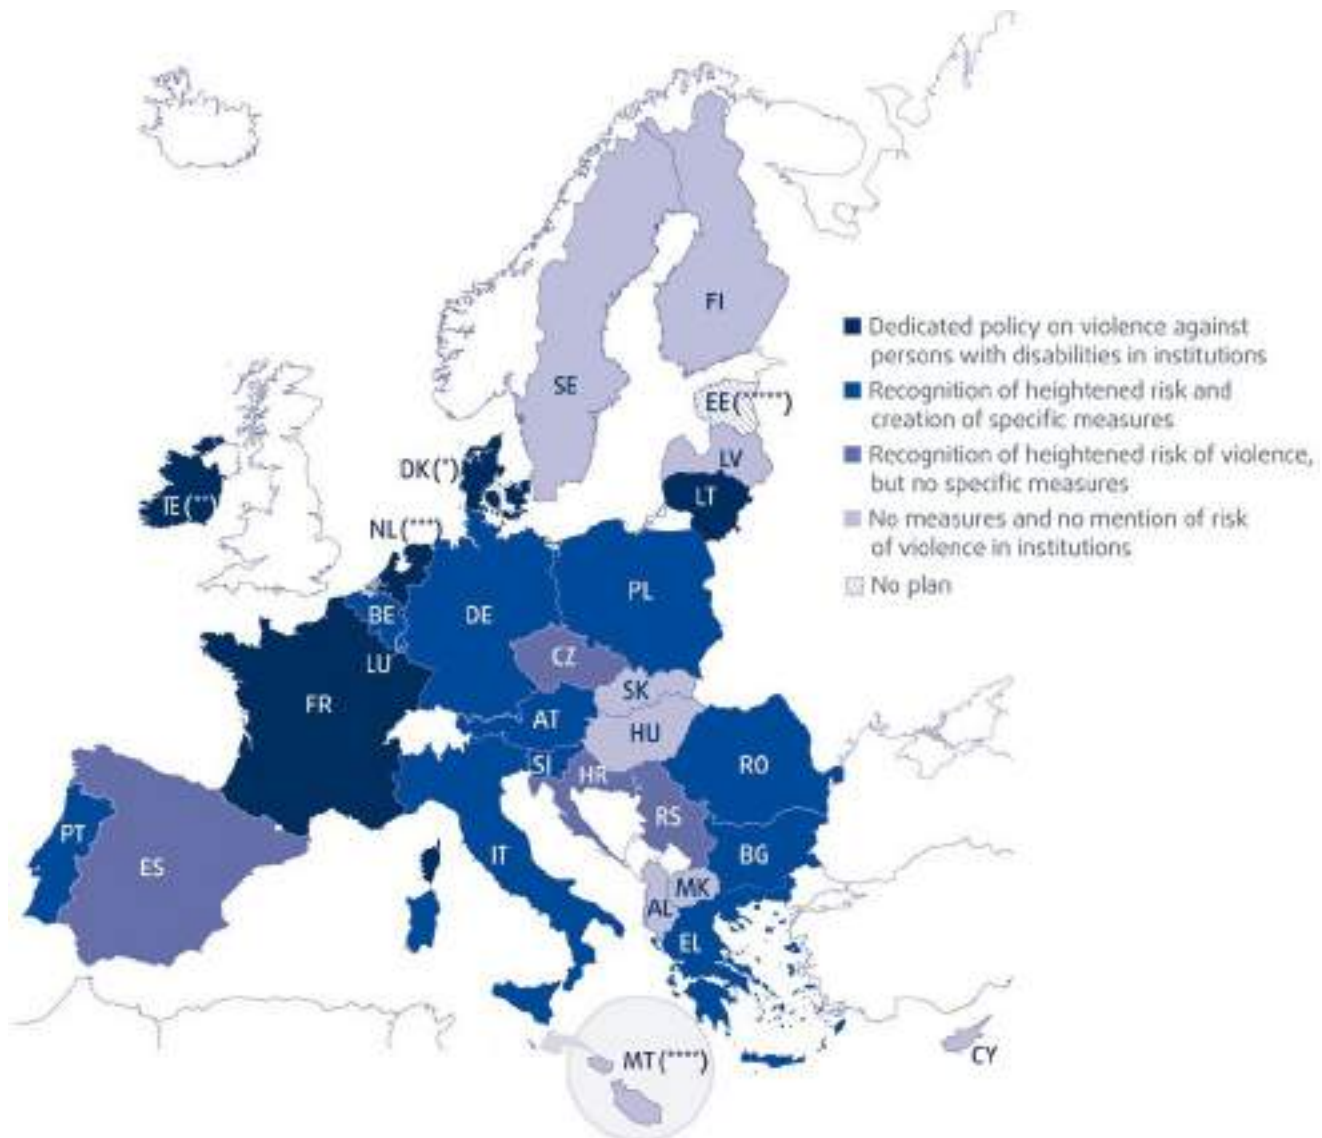 FI
SE
EE (*****)
LV
DK (*)
LT
IE (**)
NL (***)
PL
BE
DE
LU
CZ
SK
FR
AT
HU
SI
HR
RO
RS
PT
ES
IT
BG
MK
AL
EL
MT (****)
CY
Dedicated policy on violence against
persons with disabilities in institutions
Recognition of heightened risk and
creation of specific measures
Recognition of heightened risk of violence,
but no specific measures
No measures and no mention of risk
of violence in institutions
No plan